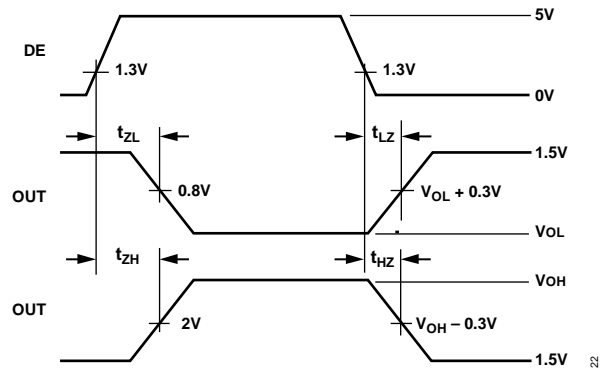 5V
DE
1.3V
1.3V
0V
tZL
tLZ
1.5V
OUT
0.8V
VOL + 0.3V
VOL
tZH
tHZ
VOH
OUT
2V
VOH – 0.3V
1.5V
22